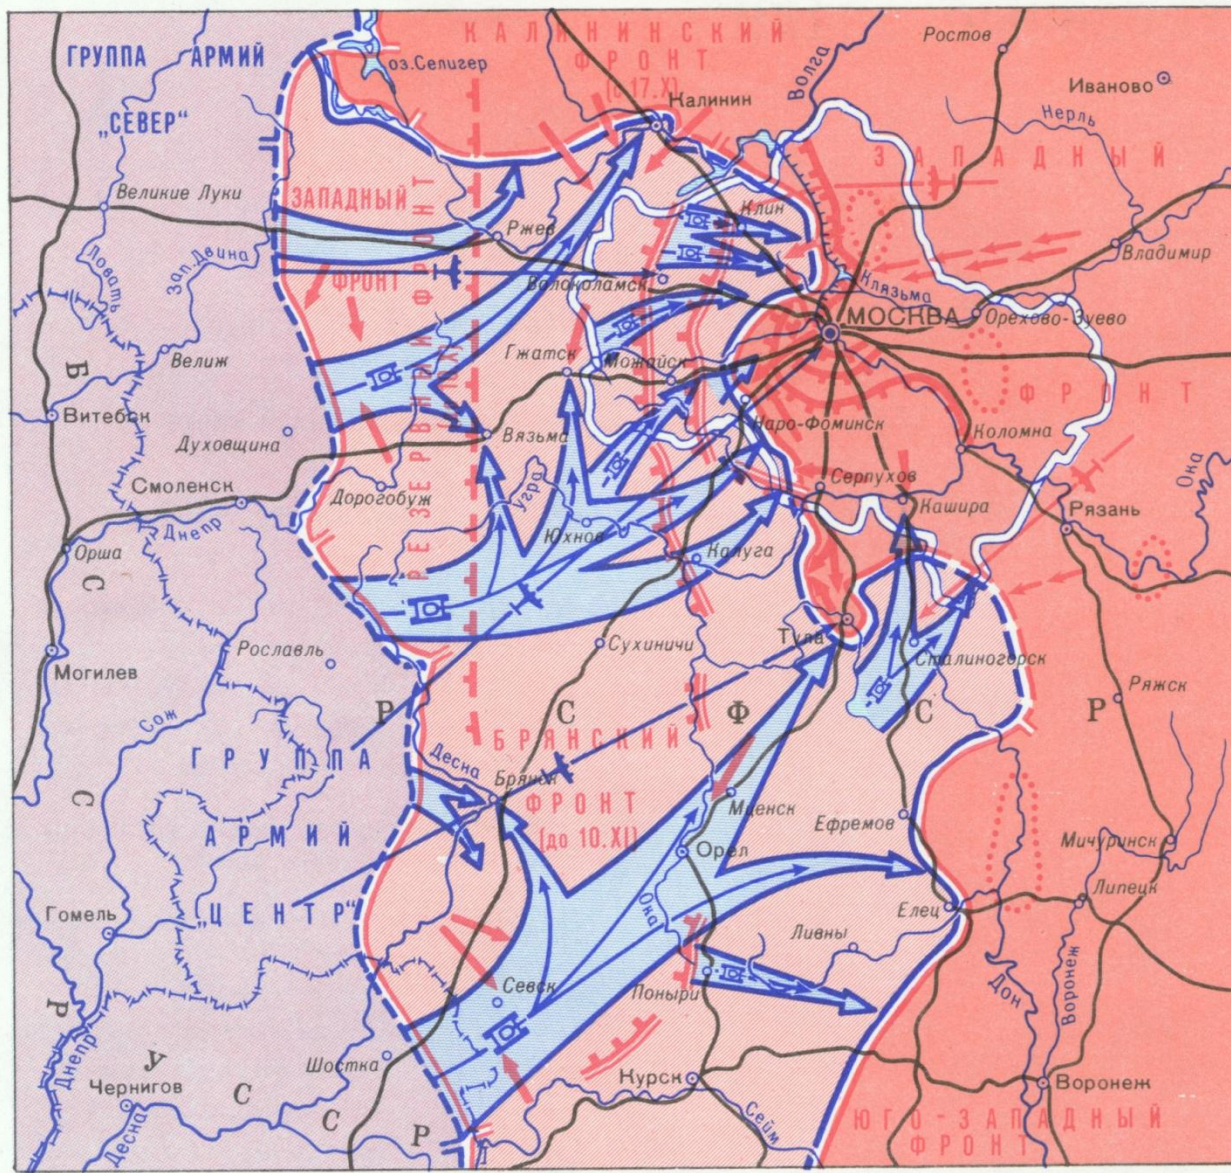 КАЛИНИНСКИЙ
ФРОНТ
(с 17.X)
ГРУППА АРМИЙ
„СЕВЕР“
оз.Селигер
Калинин
Волга
Ростов
Иваново
Нерль
ЗАПАДНЫЙ
ФРОНТ
Великие Луки
Ловать
Зап.Двина
ЗАПАДНЫЙ
ФРОНТ
РЕЗЕРВНЫЙ ФРОНТ
Ржев
Клин
Волоколамск
Клязьма
Владимир
МОСКВА
Орехово-Зуево
Велиж
Витебск
Гжатск
Можайск
Духовщина
Вязьма
Наро-Фоминск
Коломна
Смоленск
Дорогобуж
Угра
Серпухов
Кашира
Ока
Рязань
Днепр
Орша
Юхнов
Калуга
Могилев
Рославль
Сухиничи
Тула
Сталиногорск
Ряжск
Сож
Р С Ф С Р
Б С С Р
ГРУППА
АРМИЙ
„ЦЕНТР“
БРЯНСКИЙ
ФРОНТ
(до 10.XI)
Десна
Брянск
Мценск
Ефремов
Мичуринск
Орел
Ока
Липецк
Гомель
Елец
Ливны
Севск
Поныри
Дон
Воронеж
Днепр
Шостка
Курск
Чернигов
Десна
У С С Р
Сейм
Воронеж
ЮГО-ЗАПАДНЫЙ
ФРОНТ